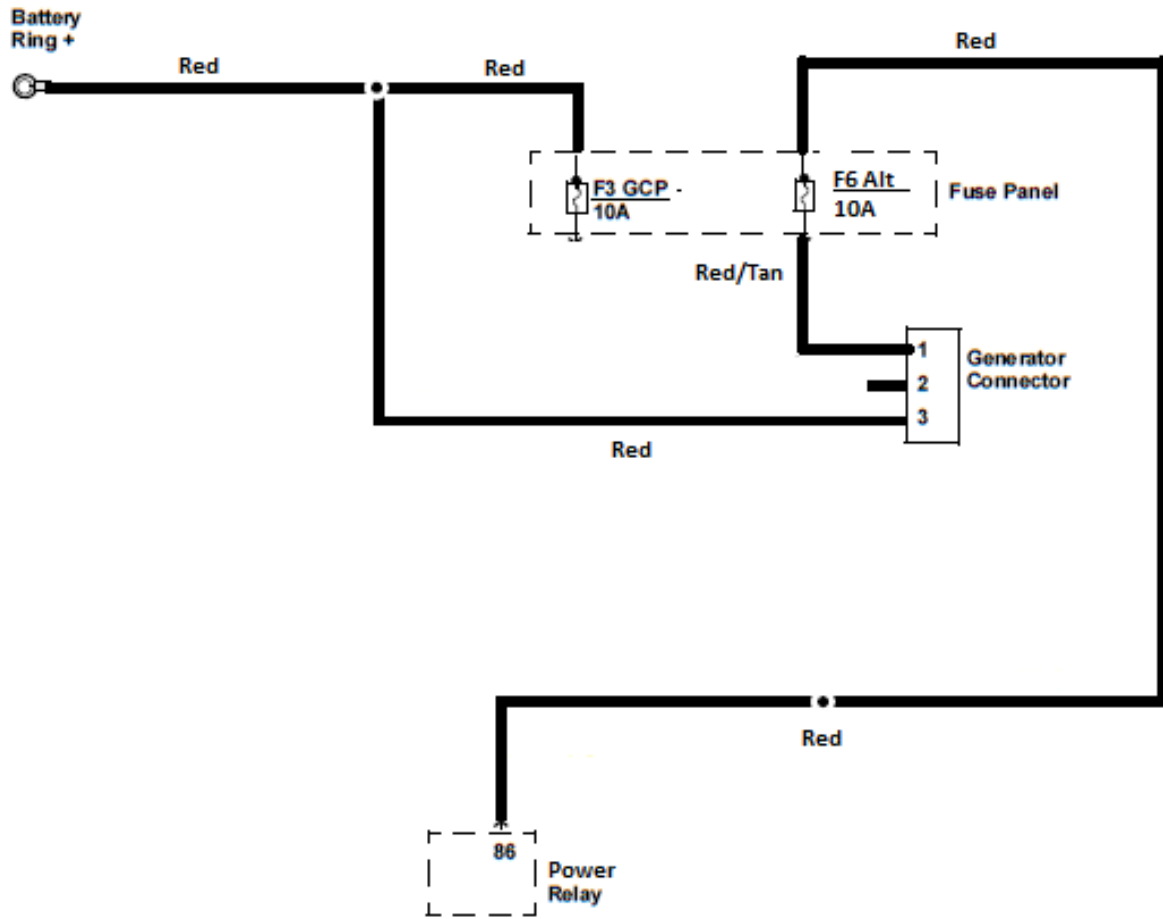 Battery
Ring +
Red
Red
Red
F3 GCP -
10A
F6 Alt
10A
Fuse Panel
Red/Tan
1
2
3
Generator
Connector
Red
Red
86
Power
Relay